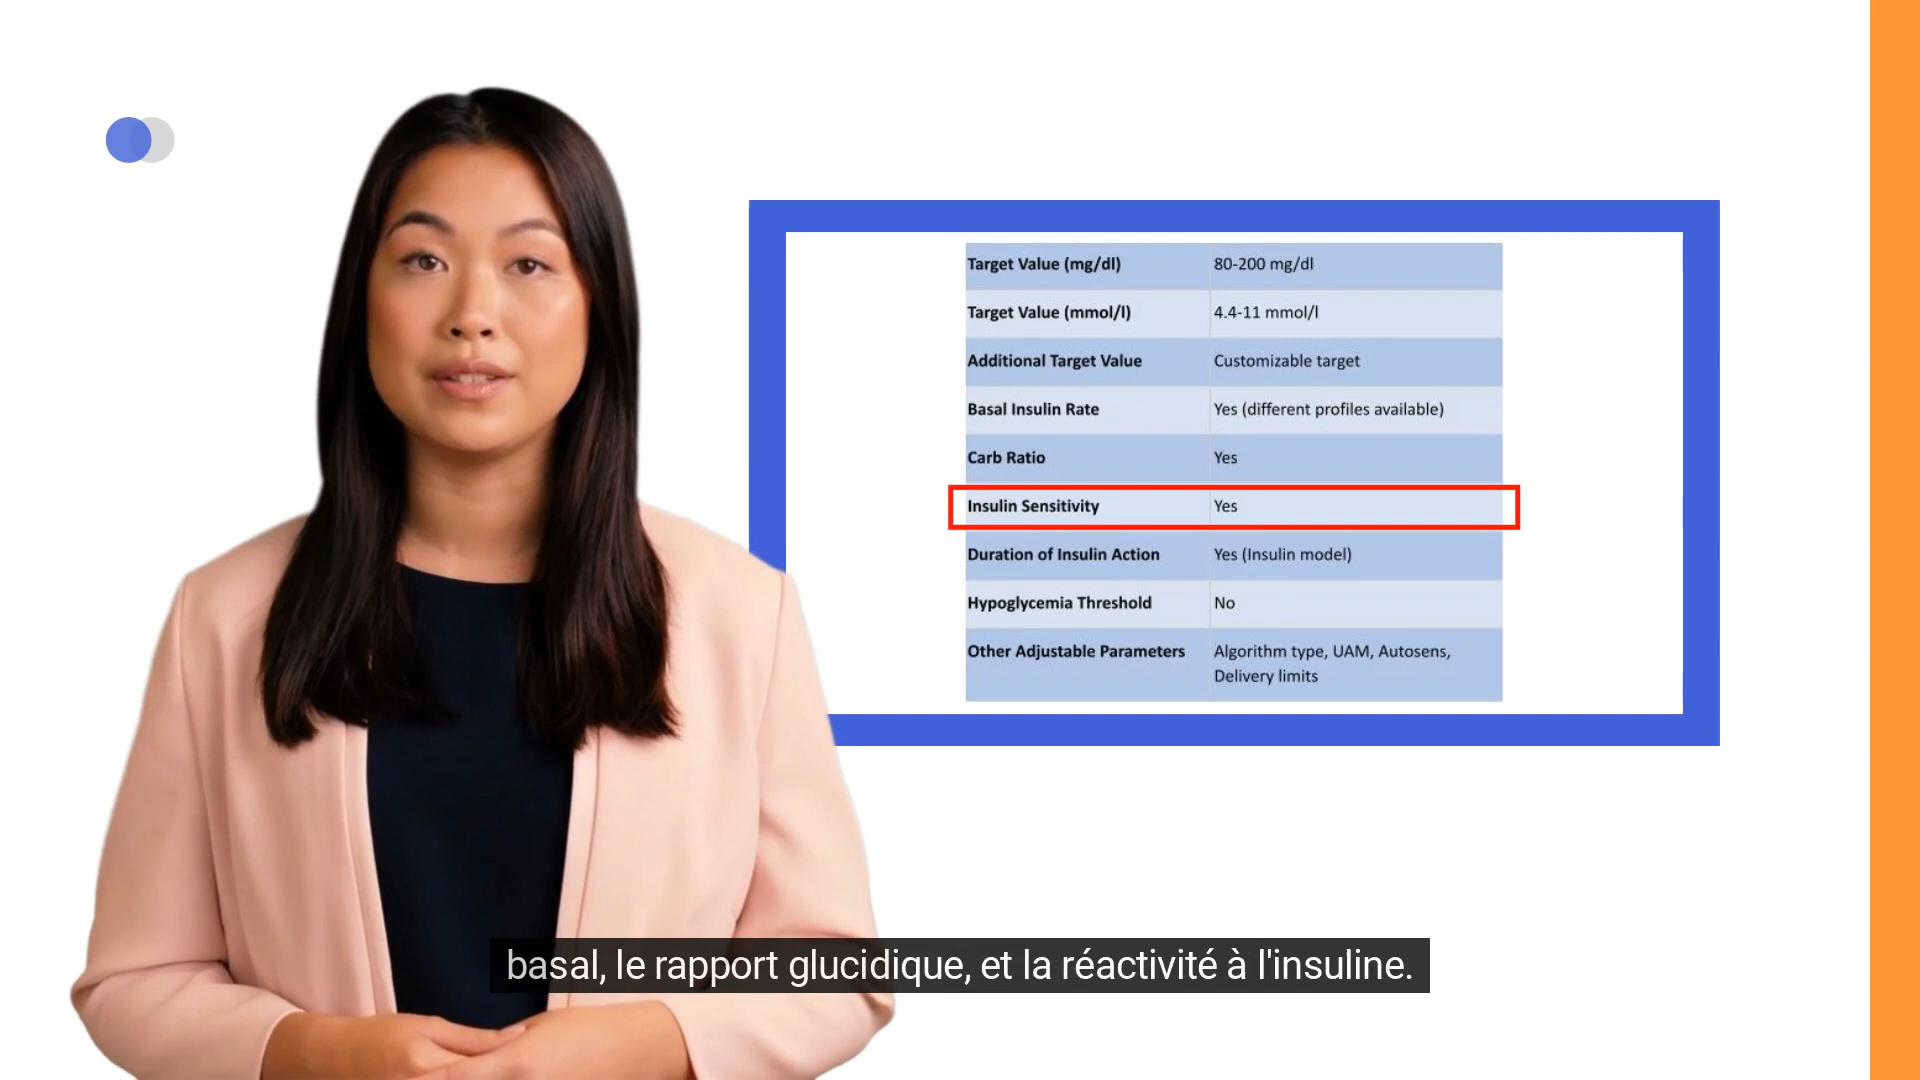 Target Value (mg/dl) 80-200 mg/dl
Target Value (mmol/l) 4.4-11 mmol/l
Additional Target Value Customizable target
Basal Insulin Rate Yes (different profiles available)
Carb Ratio Yes
Insulin Sensitivity Yes
Duration of Insulin Action Yes (Insulin model)
Hypoglycemia Threshold No
Other Adjustable Parameters Algorithm type, UAM, Autosens,
Delivery limits
basal, le rapport glucidique, et la réactivité à l'insuline.